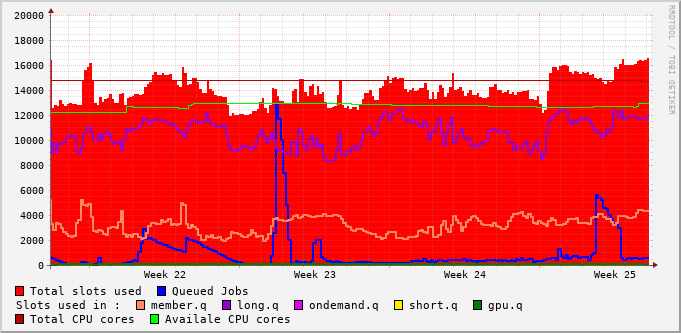 20000
18000
16000
14000
12000
10000
8000
6000
4000
2000
0
Week 22 Week 23 Week 24 Week 25
RRDTOOL / TOBI OETIKER
Total slots used Queued Jobs
Slots used in : member.q long.q ondemand.q short.q gpu.q
Total CPU cores Availale CPU cores